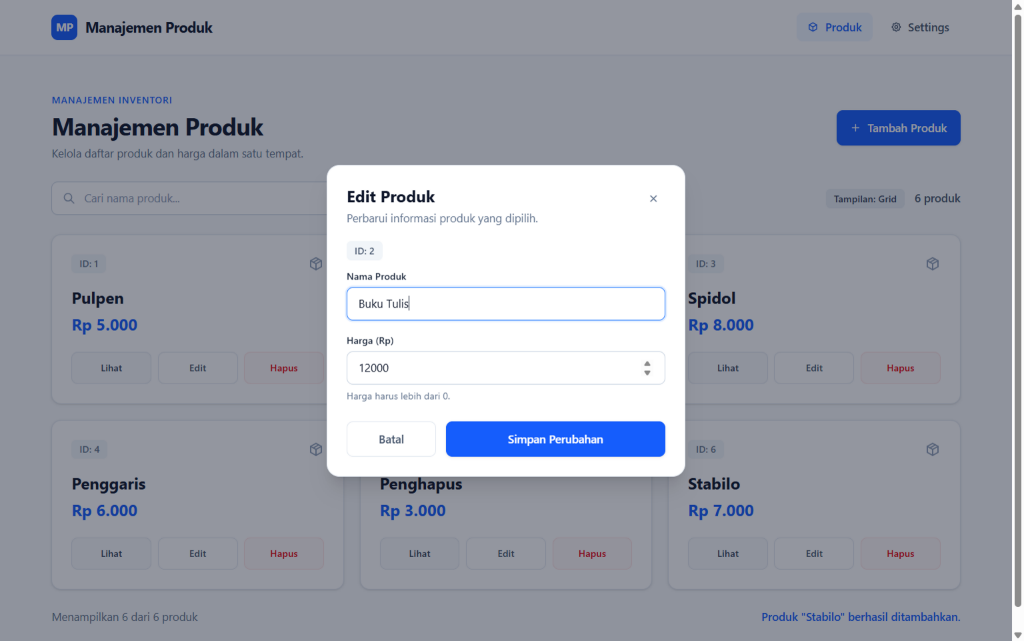 MP Manajemen Produk
Produk
Settings
MANAJEMEN INVENTORI
Manajemen Produk
Kelola daftar produk dan harga dalam satu tempat.
+ Tambah Produk
Cari nama produk...
Tampilan: Grid
6 produk
ID: 1
Pulpen
Rp 5.000
Lihat
Edit
Hapus
Edit Produk
×
Perbarui informasi produk yang dipilih.
ID: 2
Nama Produk
Buku Tulis
Harga (Rp)
12000
Harga harus lebih dari 0.
Batal
Simpan Perubahan
ID: 3
Spidol
Rp 8.000
Lihat
Edit
Hapus
ID: 4
Penggaris
Rp 6.000
Lihat
Edit
Hapus
Penghapus
Rp 3.000
Lihat
Edit
Hapus
ID: 6
Stabilo
Rp 7.000
Lihat
Edit
Hapus
Menampilkan 6 dari 6 produk
Produk "Stabilo" berhasil ditambahkan.